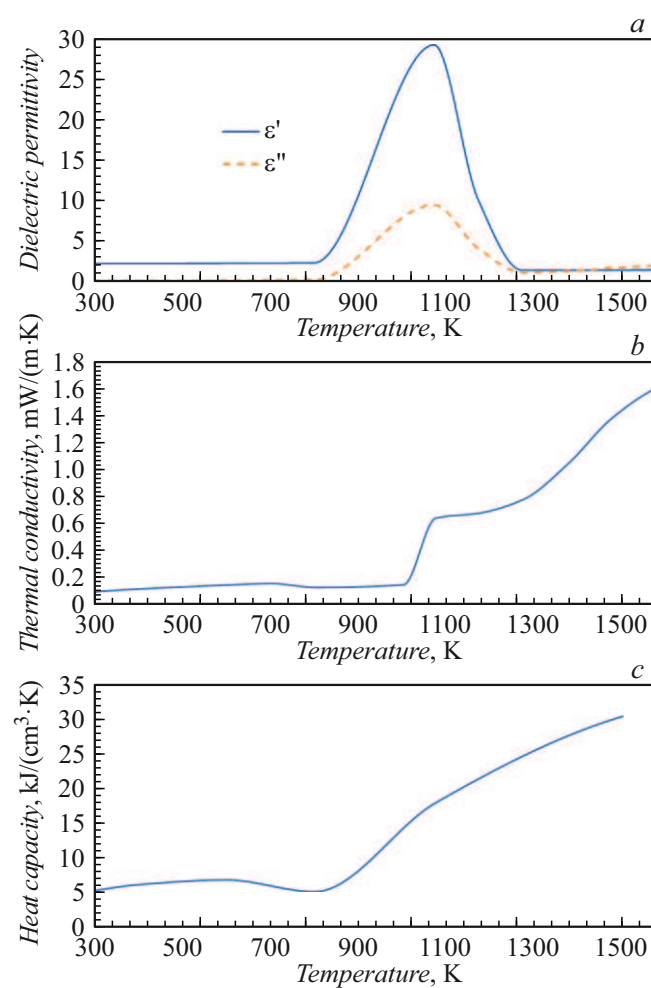 a
30
25
20
15
10
5
0
Dielectric permittivity
ε'
ε''
300 500 700 900 1100 1300 1500
Temperature, K
b
1.8
1.6
1.4
1.2
1.0
0.8
0.6
0.4
0.2
0
Thermal conductivity, mW/(m·K)
300 500 700 900 1100 1300 1500
Temperature, K
c
35
30
25
20
15
10
5
0
Heat capacity, kJ/(cm³·K)
300 500 700 900 1100 1300 1500
Temperature, K